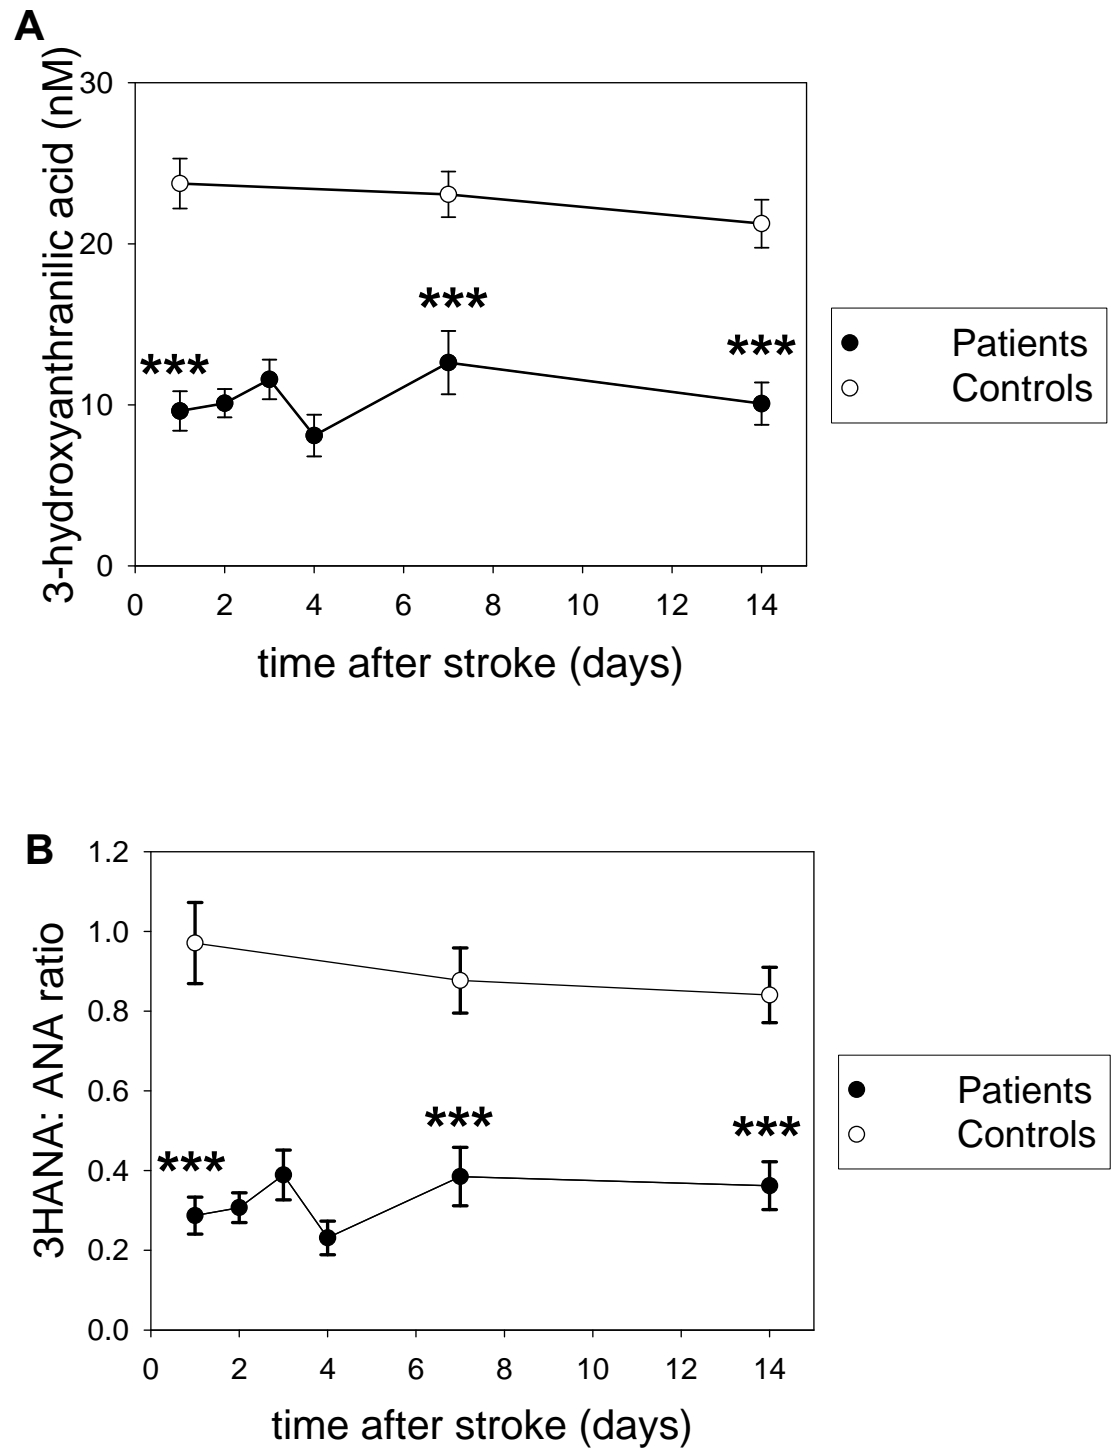 A
3-hydroxyanthranilic acid (nM)
30
20
10
0
***
***
***
0 2 4 6 8 10 12 14
time after stroke (days)
Patients
Controls
B
3HANA: ANA ratio
1.2
1.0
0.8
0.6
0.4
0.2
0.0
***
***
***
0 2 4 6 8 10 12 14
time after stroke (days)
Patients
Controls